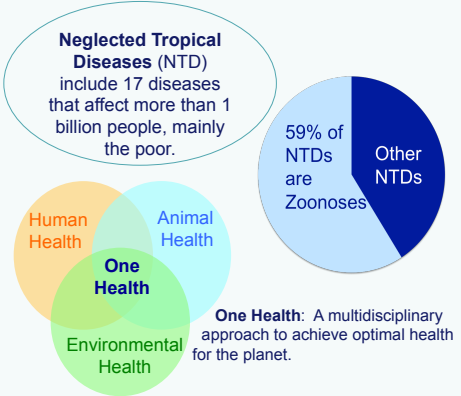 Neglected Tropical
Diseases (NTD)
include 17 diseases
that affect more than 1
billion people, mainly
the poor.
59% of
NTDs
are
Zoonoses
Other
NTDs
Human
Health
Animal
Health
One
Health
Environmental
Health
One Health:  A multidisciplinary
approach to achieve optimal health
for the planet.